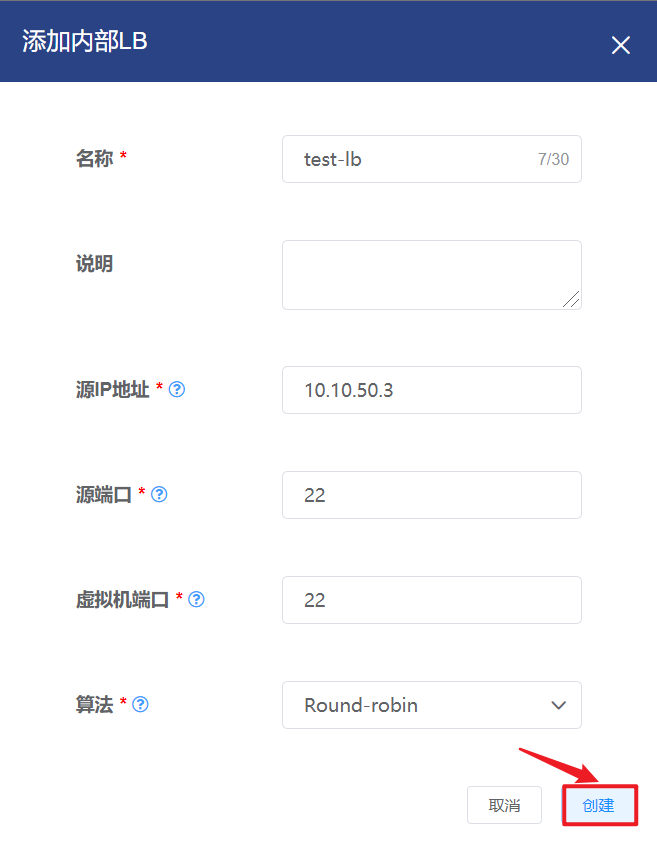 添加内部LB
名称 *
test-lb
7/30
说明
源IP地址 *
10.10.50.3
源端口 *
22
虚拟机端口 *
22
算法 *
Round-robin
取消
创建